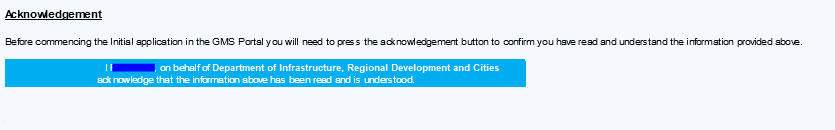 Acknowledgement
Before commencing the Initial application in the GMS Portal you will need to press the acknowledgement button to confirm you have read and understand the information provided above.
I, on behalf of Department of Infrastructure, Regional Development and Cities
acknowledge that the information above has been read and is understood.